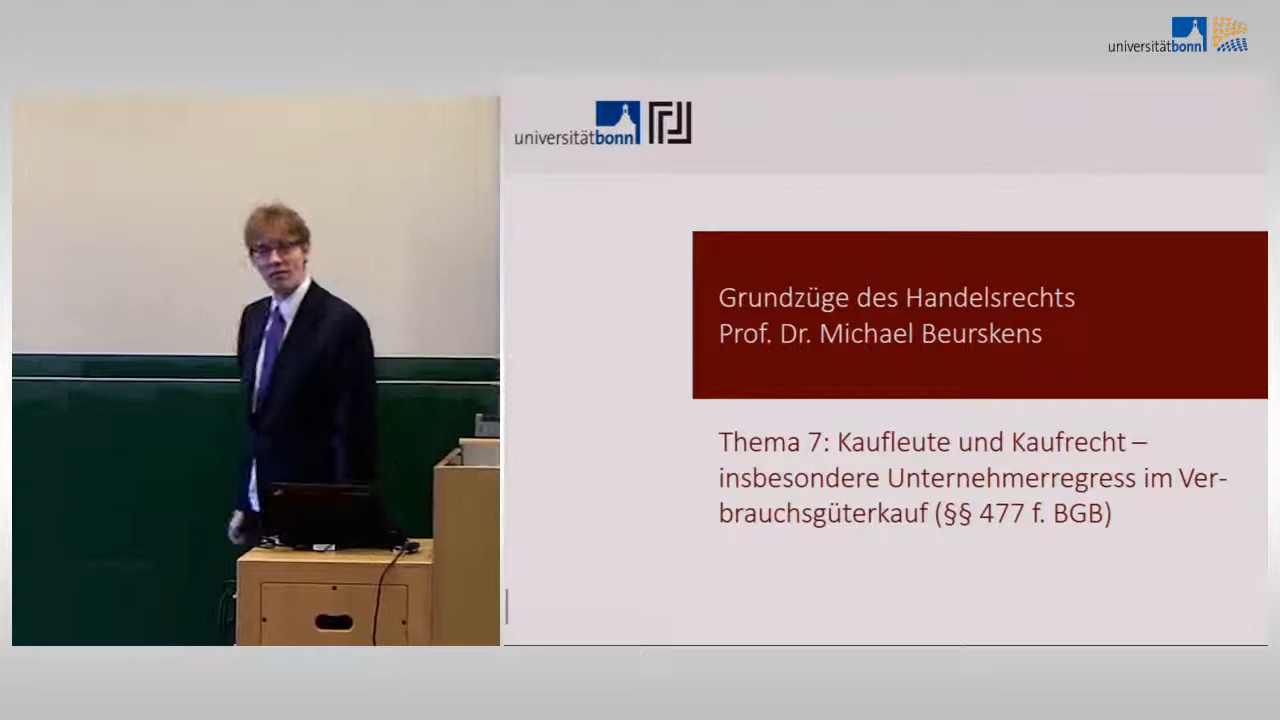 universitätbonn
universitätbonn
Grundzüge des Handelsrechts
Prof. Dr. Michael Beurskens
Thema 7: Kaufleute und Kaufrecht –
insbesondere Unternehmerregress im Ver-
brauchsgüterkauf (§§ 477 f. BGB)